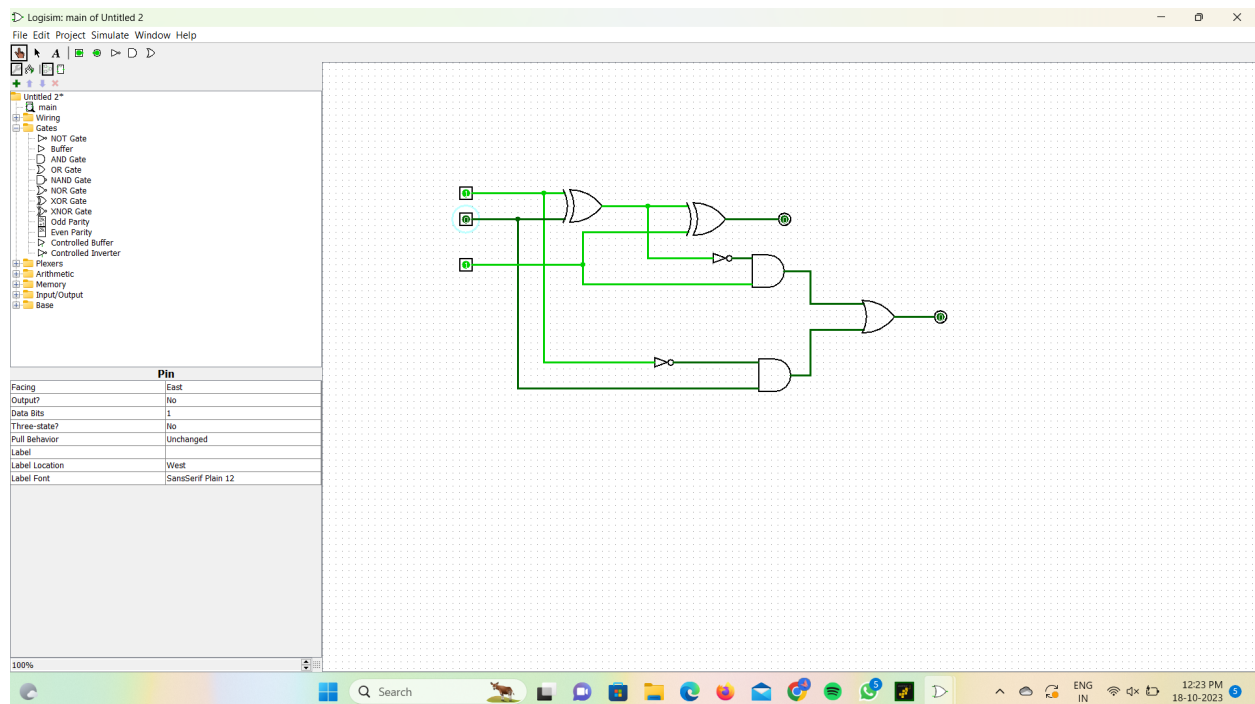 Logisim: main of Untitled 2
File Edit Project Simulate Window Help
A
Untitled 2*
main
Wiring
Gates
NOT Gate
Buffer
AND Gate
OR Gate
NAND Gate
NOR Gate
XOR Gate
XNOR Gate
Odd Parity
Even Parity
Controlled Buffer
Controlled Inverter
Plexers
Arithmetic
Memory
Input/Output
Base
Pin
Facing East
Output? No
Data Bits 1
Three-state? No
Pull Behavior Unchanged
Label
Label Location West
Label Font SansSerif Plain 12
1
0
1
0
0
100%
Search
5
ENG
IN
12:23 PM
18-10-2023
5